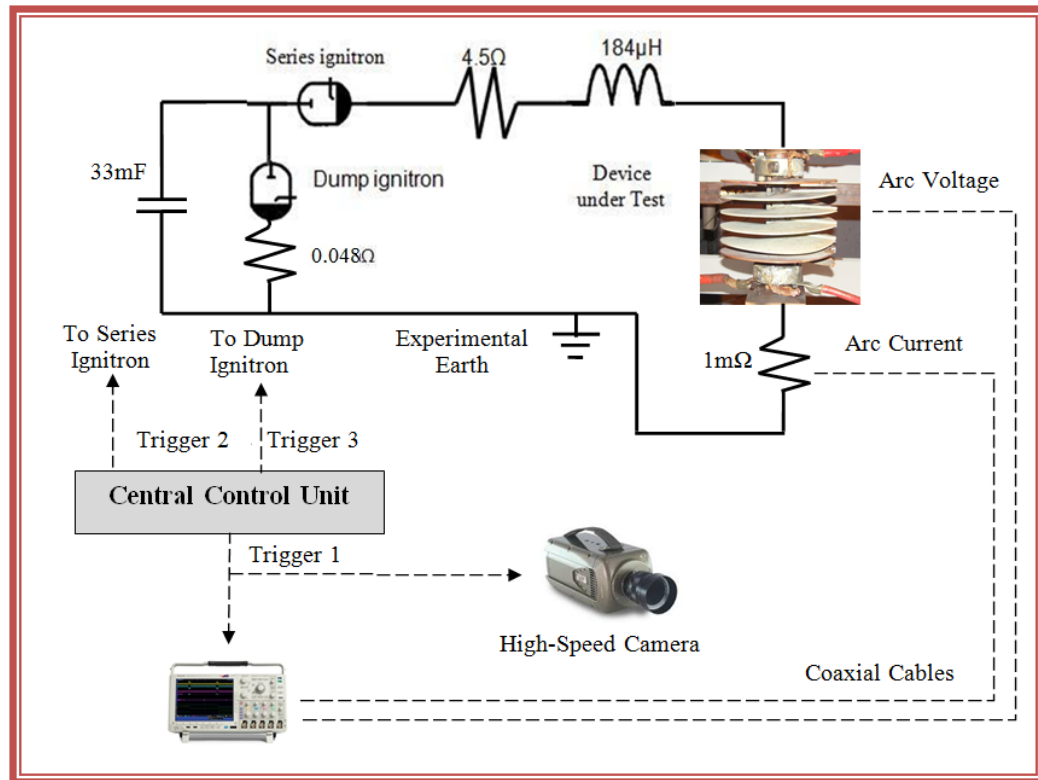 184μH
4.5Ω
Series ignitron
33mF
Dump ignitron
Device
under Test
Arc Voltage
0.048Ω
To Series
Ignitron
To Dump
Ignitron
Experimental
Earth
1mΩ
Arc Current
Trigger 2
Trigger 3
Central Control Unit
Trigger 1
High-Speed Camera
Coaxial Cables